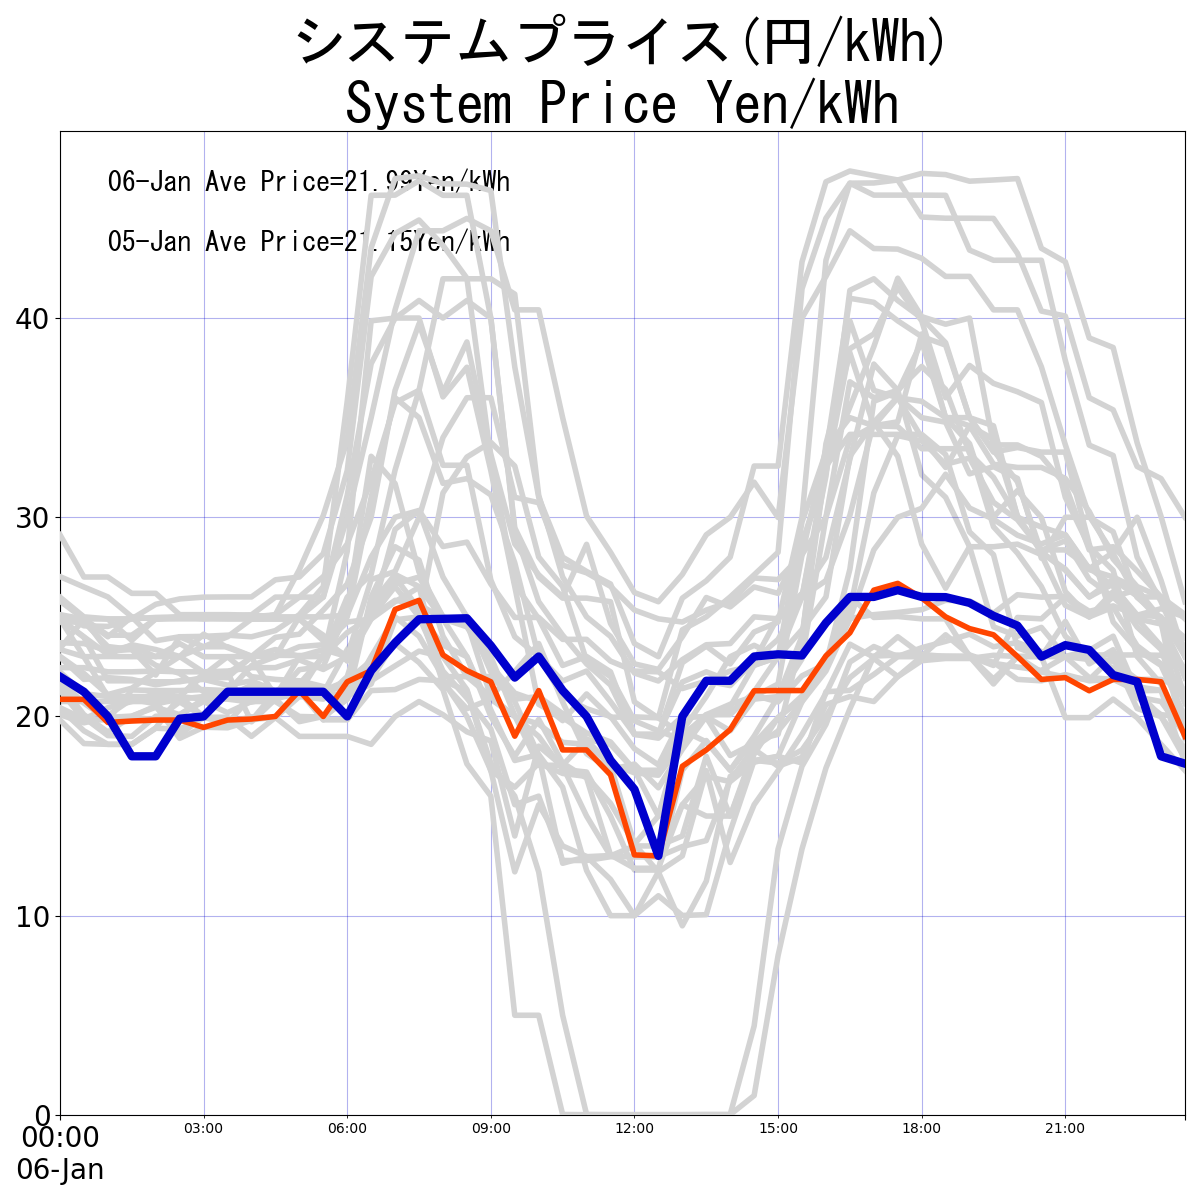 システムプライス(円/kWh)
System Price Yen/kWh
06-Jan Ave Price=21.99Yen/kWh
05-Jan Ave Price=21.15Yen/kWh
40
30
20
10
0
00:00 03:00 06:00 09:00 12:00 15:00 18:00 21:00
06-Jan